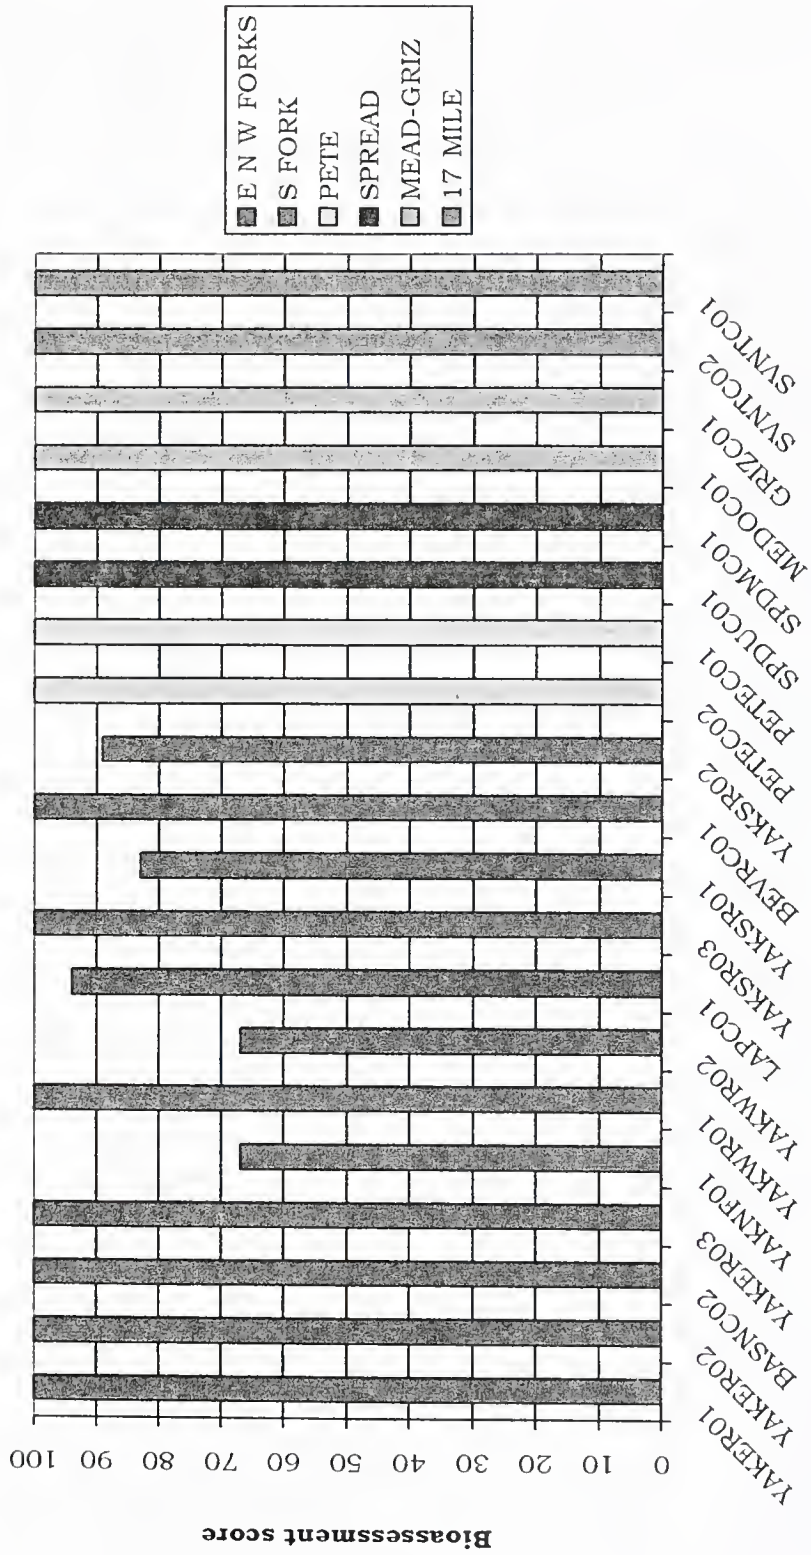 Bioassessment score
100
90
80
70
60
50
40
30
20
10
0
YAKER01
YAKER02
BASNC02
YAKER03
YAKNF01
YAKWR01
YAKWR02
LAPC01
YAKSR03
YAKSR01
BEVRC01
YAKSR02
PETEC02
PETEC01
SPDUC01
SPDMC01
MEDOC01
GRIZC01
SVNTC02
SVNTC01
E N W FORKS
S FORK
PETE
SPREAD
MEAD-GRIZ
17 MILE